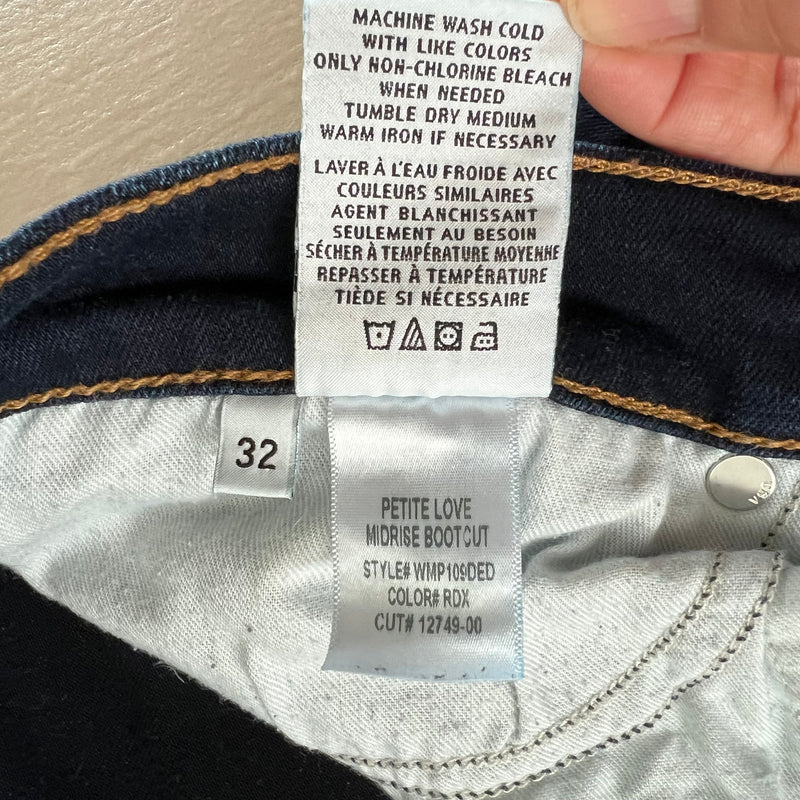 MACHINE WASH COLD
WITH LIKE COLORS
ONLY NON-CHLORINE BLEACH
WHEN NEEDED
TUMBLE DRY MEDIUM
WARM IRON IF NECESSARY
LAVER À L'EAU FROIDE AVEC
COULEURS SIMILAIRES
AGENT BLANCHISSANT
SEULEMENT AU BESOIN
SÉCHER À TEMPÉRATURE MOYENNE
REPASSER À TEMPÉRATURE
TIÈDE SI NÉCESSAIRE
32
PETITE LOVE
MIDRISE BOOTCUT
STYLE# WMP109DED
COLOR# RDX
CUT# 12749-00